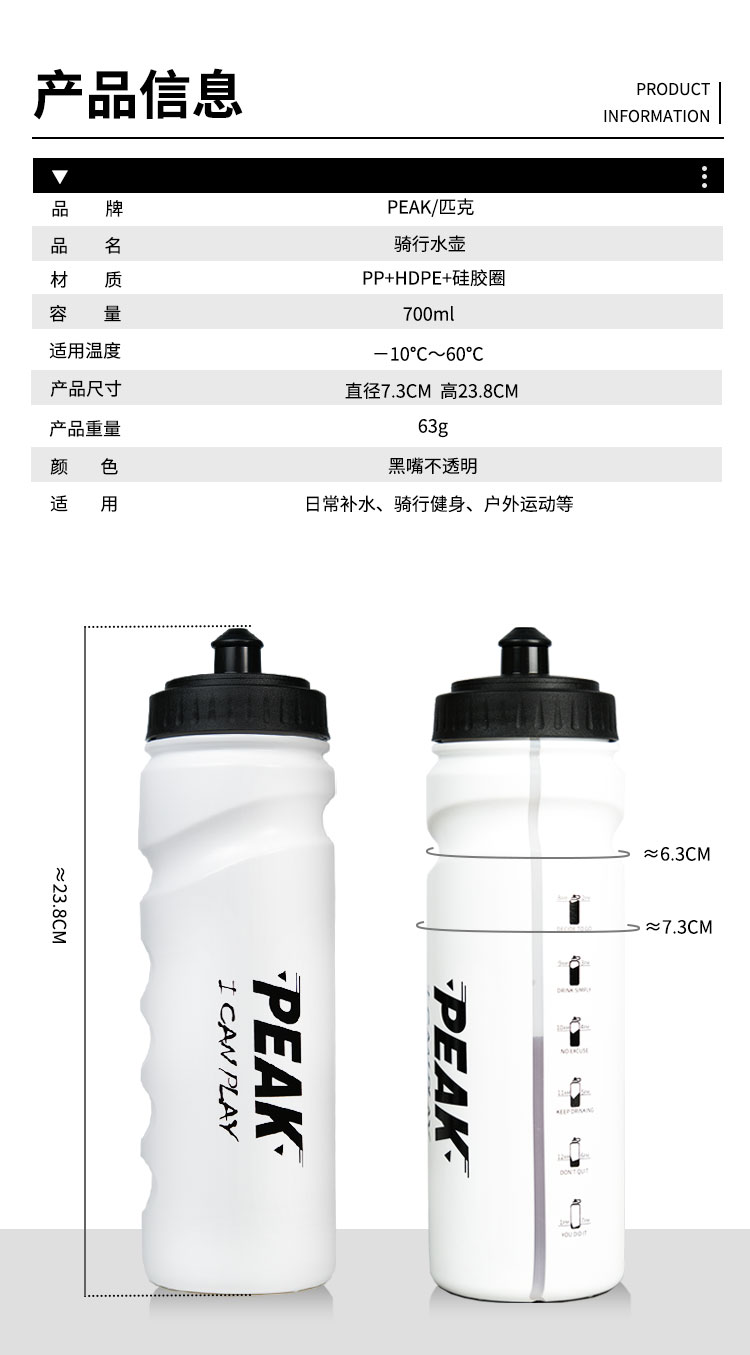 产品信息
PRODUCT
INFORMATION
品 牌 PEAK/匹克
品 名 骑行水壶
材 质 PP+HDPE+硅胶圈
容 量 700ml
适用温度 －10°C～60°C
产品尺寸 直径7.3CM 高23.8CM
产品重量 63g
颜 色 黑嘴不透明
适 用 日常补水、骑行健身、户外运动等
≈23.8CM
PEAK
I CAN PLAY
≈6.3CM
≈7.3CM
PEAK
DECIDE TO GO
DRINK SIMPLY
NO EXCUSE
KEEP DRINKING
DON'T QUIT
YOU DID IT